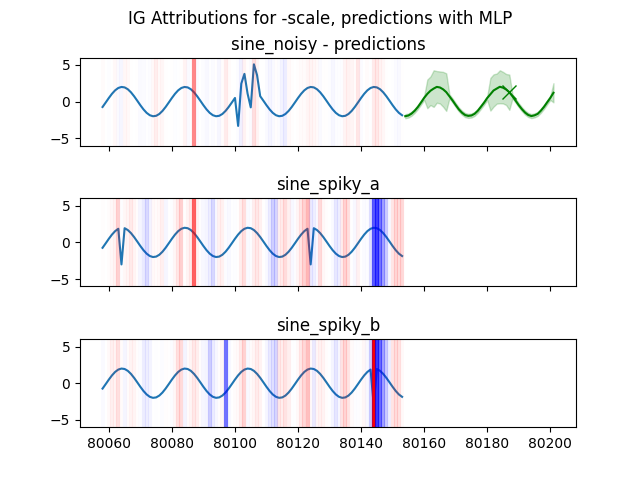 IG Attributions for -scale, predictions with MLP
sine_noisy - predictions
5
0
−5
sine_spiky_a
5
0
−5
sine_spiky_b
5
0
−5
80060 80080 80100 80120 80140 80160 80180 80200